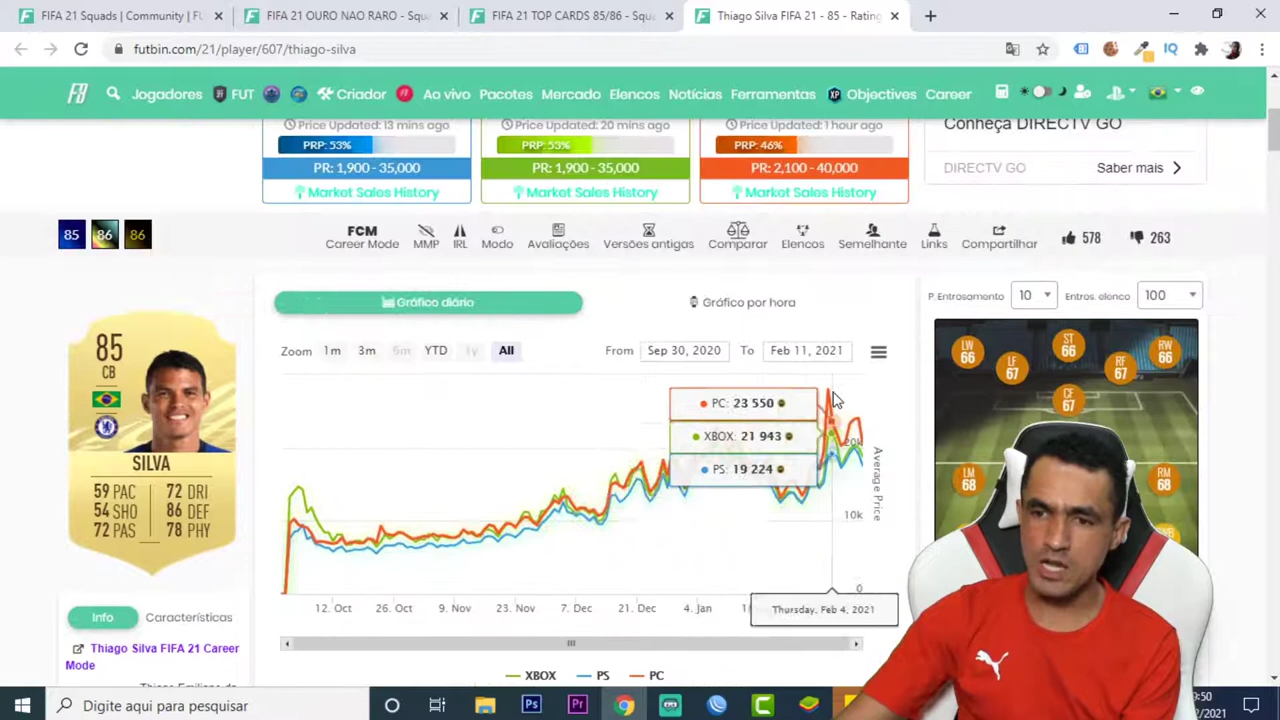 FIFA 21 Squads | Community | FU
FIFA 21 OURO NAO RARO - Squa
FIFA 21 TOP CARDS 85/86 - Squa
Thiago Silva FIFA 21 - 85 - Rating
futbin.com/21/player/607/thiago-silva
IQ
Jogadores FUT Criador Ao vivo Pacotes Mercado Elencos Notícias Ferramentas XP Objectives Career
Price Updated: 13 mins ago
PRP: 53%
PR: 1,900 - 35,000
Market Sales History
Price Updated: 20 mins ago
PRP: 53%
PR: 1,900 - 35,000
Market Sales History
Price Updated: 1 hour ago
PRP: 46%
PR: 2,100 - 40,000
Market Sales History
Conheça DIRECTV GO
DIRECTV GO
Saber mais
85 86 86
FCM
Career Mode
MMP
IRL
Modo
Avaliações
Versões antigas
Comparar
Elencos
Semelhante
Links
Compartilhar
578
263
85
CB
SILVA
59 PAC 72 DRI
54 SHO 86 DEF
72 PAS 78 PHY
Info
Características
Thiago Silva FIFA 21 Career
Mode
Gráfico diário
Gráfico por hora
Zoom 1m 3m 6m YTD 1y All
From Sep 30, 2020 To Feb 11, 2021
PC: 23 550
XBOX: 21 943
PS: 19 224
20k
10k
0
Average Price
12. Oct 26. Oct 9. Nov 23. Nov 7. Dec 21. Dec 4. Jan
Thursday, Feb 4, 2021
XBOX PS PC
P. Entrosamento 10
Entros. elenco 100
LW
66
LF
67
ST
66
RF
67
RW
66
CF
67
LM
68
RM
68
Digite aqui para pesquisar
Ps
Pr